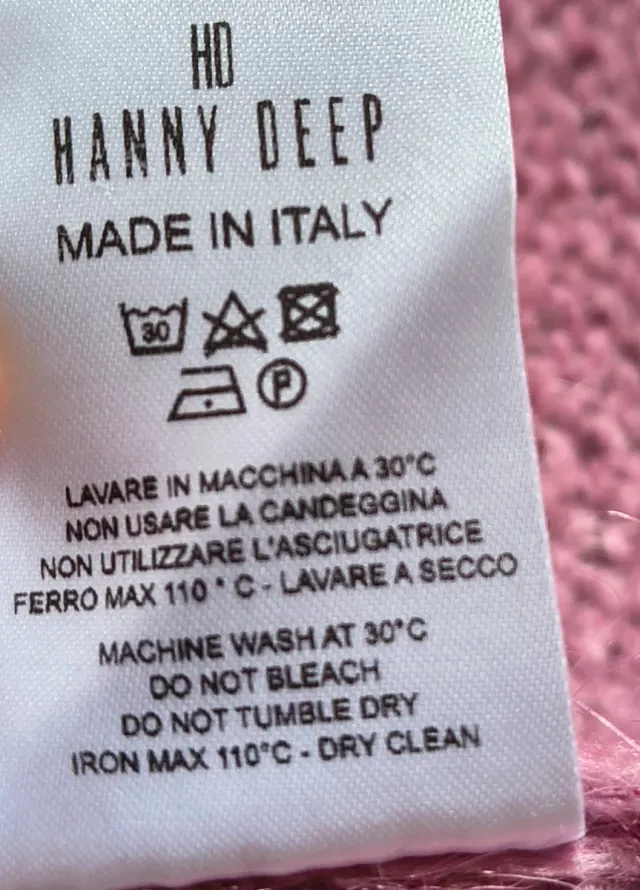 HD
HANNY DEEP
MADE IN ITALY
30
P
LAVARE IN MACCHINA A 30°C
NON USARE LA CANDEGGINA
NON UTILIZZARE L'ASCIUGATRICE
FERRO MAX 110 ° C - LAVARE A SECCO
MACHINE WASH AT 30°C
DO NOT BLEACH
DO NOT TUMBLE DRY
IRON MAX 110°C - DRY CLEAN